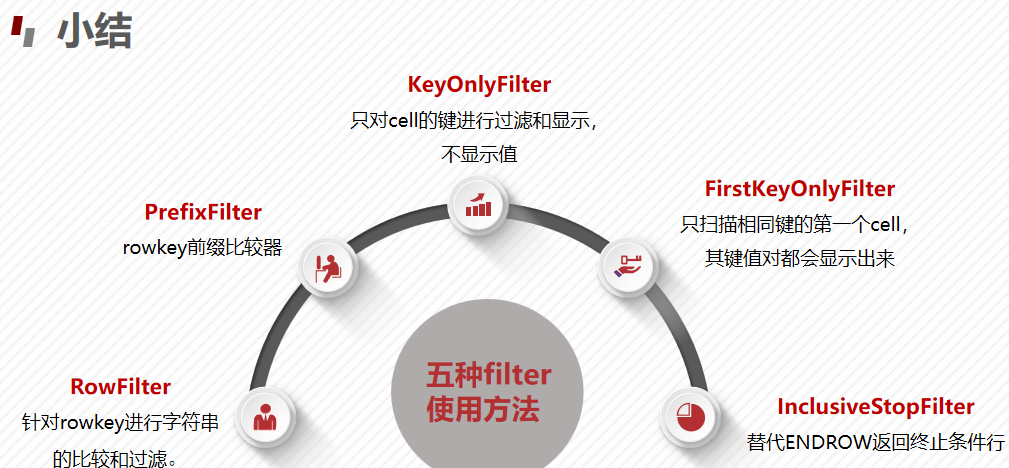 小结
KeyOnlyFilter
只对cell的键进行过滤和显示，
不显示值
FirstKeyOnlyFilter
只扫描相同键的第一个cell，
其键值对都会显示出来
PrefixFilter
rowkey前缀比较器
五种filter
使用方法
RowFilter
针对rowkey进行字符串
的比较和过滤。
InclusiveStopFilter
替代ENDROW返回终止条件行